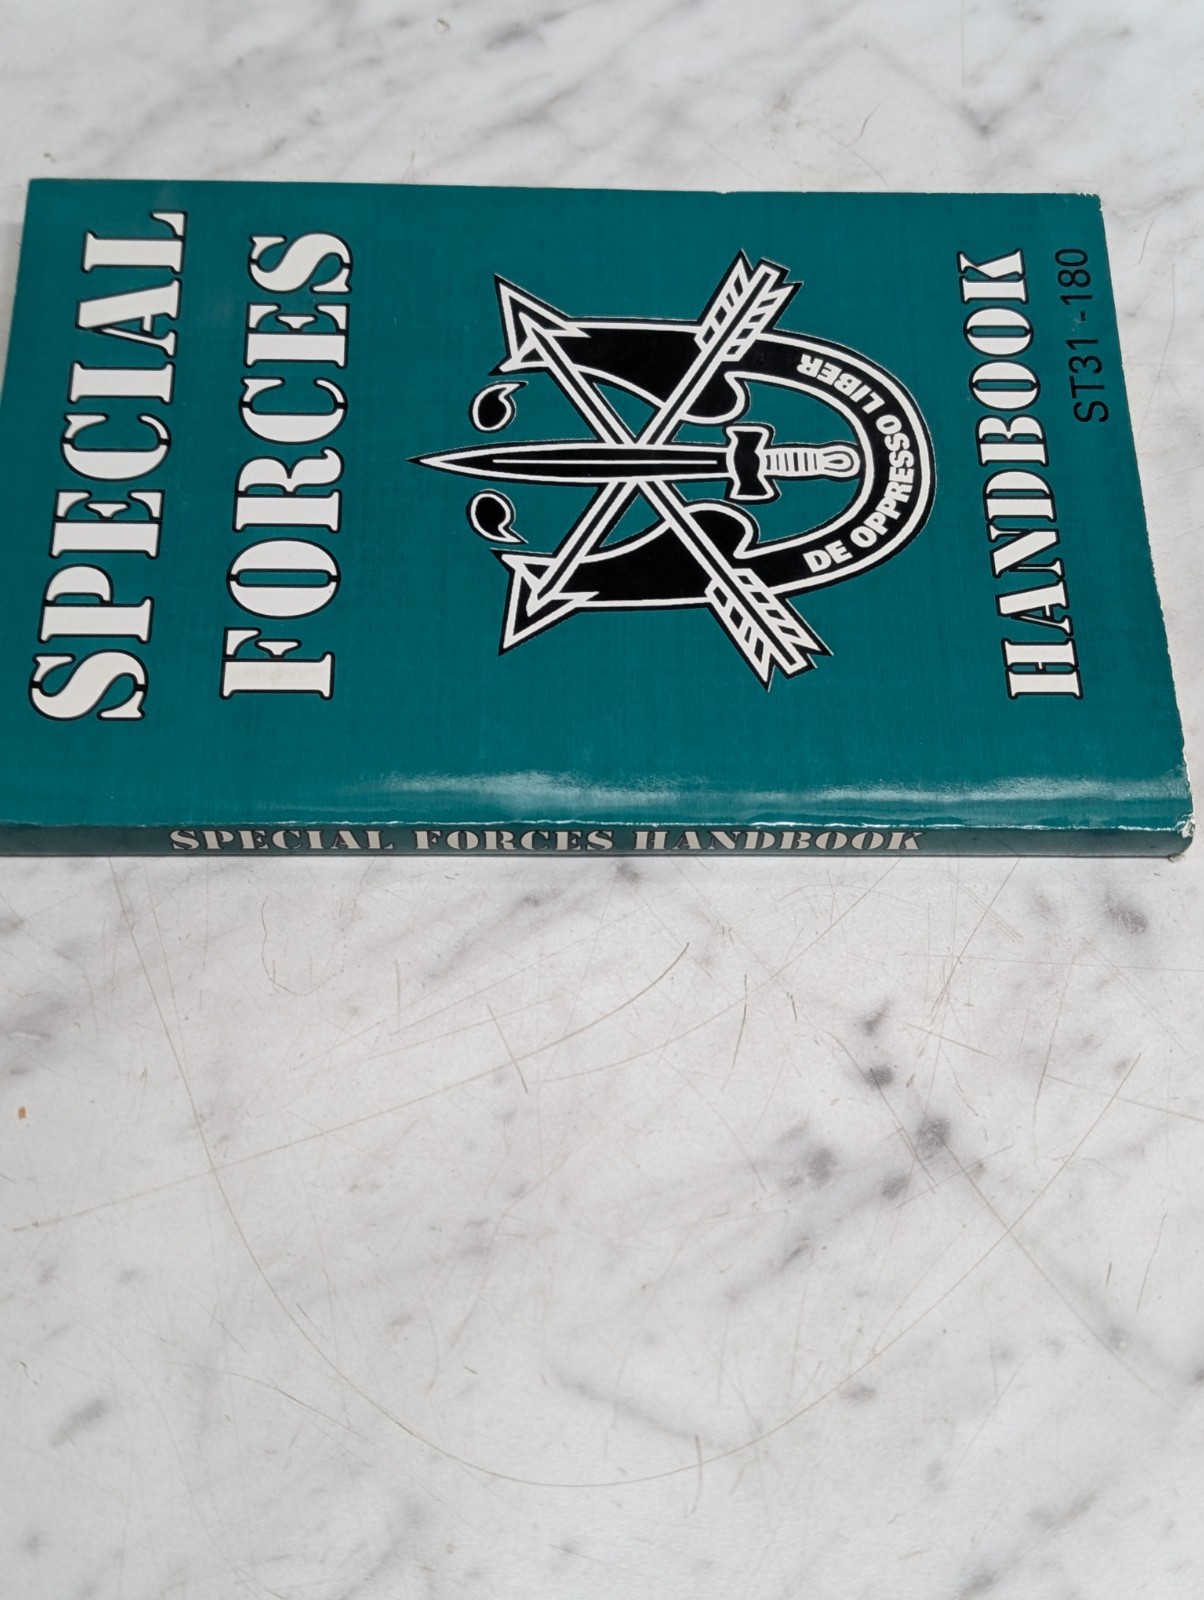 SPECIAL
FORCES
DE OPPRESSO LIBER
HANDBOOK
ST31-180
SPECIAL FORCES HANDBOOK